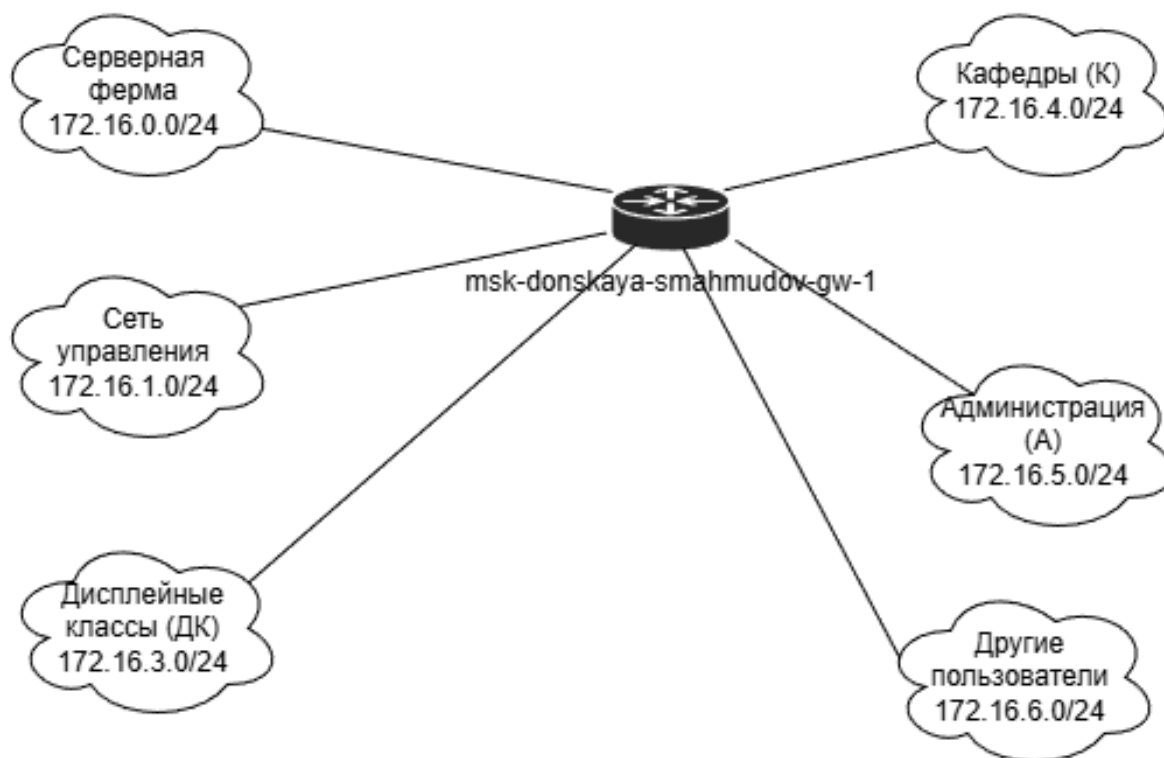 Серверная
ферма
172.16.0.0/24
Кафедры (К)
172.16.4.0/24
msk-donskaya-smahmudov-gw-1
Сеть
управления
172.16.1.0/24
Администрация
(А)
172.16.5.0/24
Дисплейные
классы (ДК)
172.16.3.0/24
Другие
пользователи
172.16.6.0/24